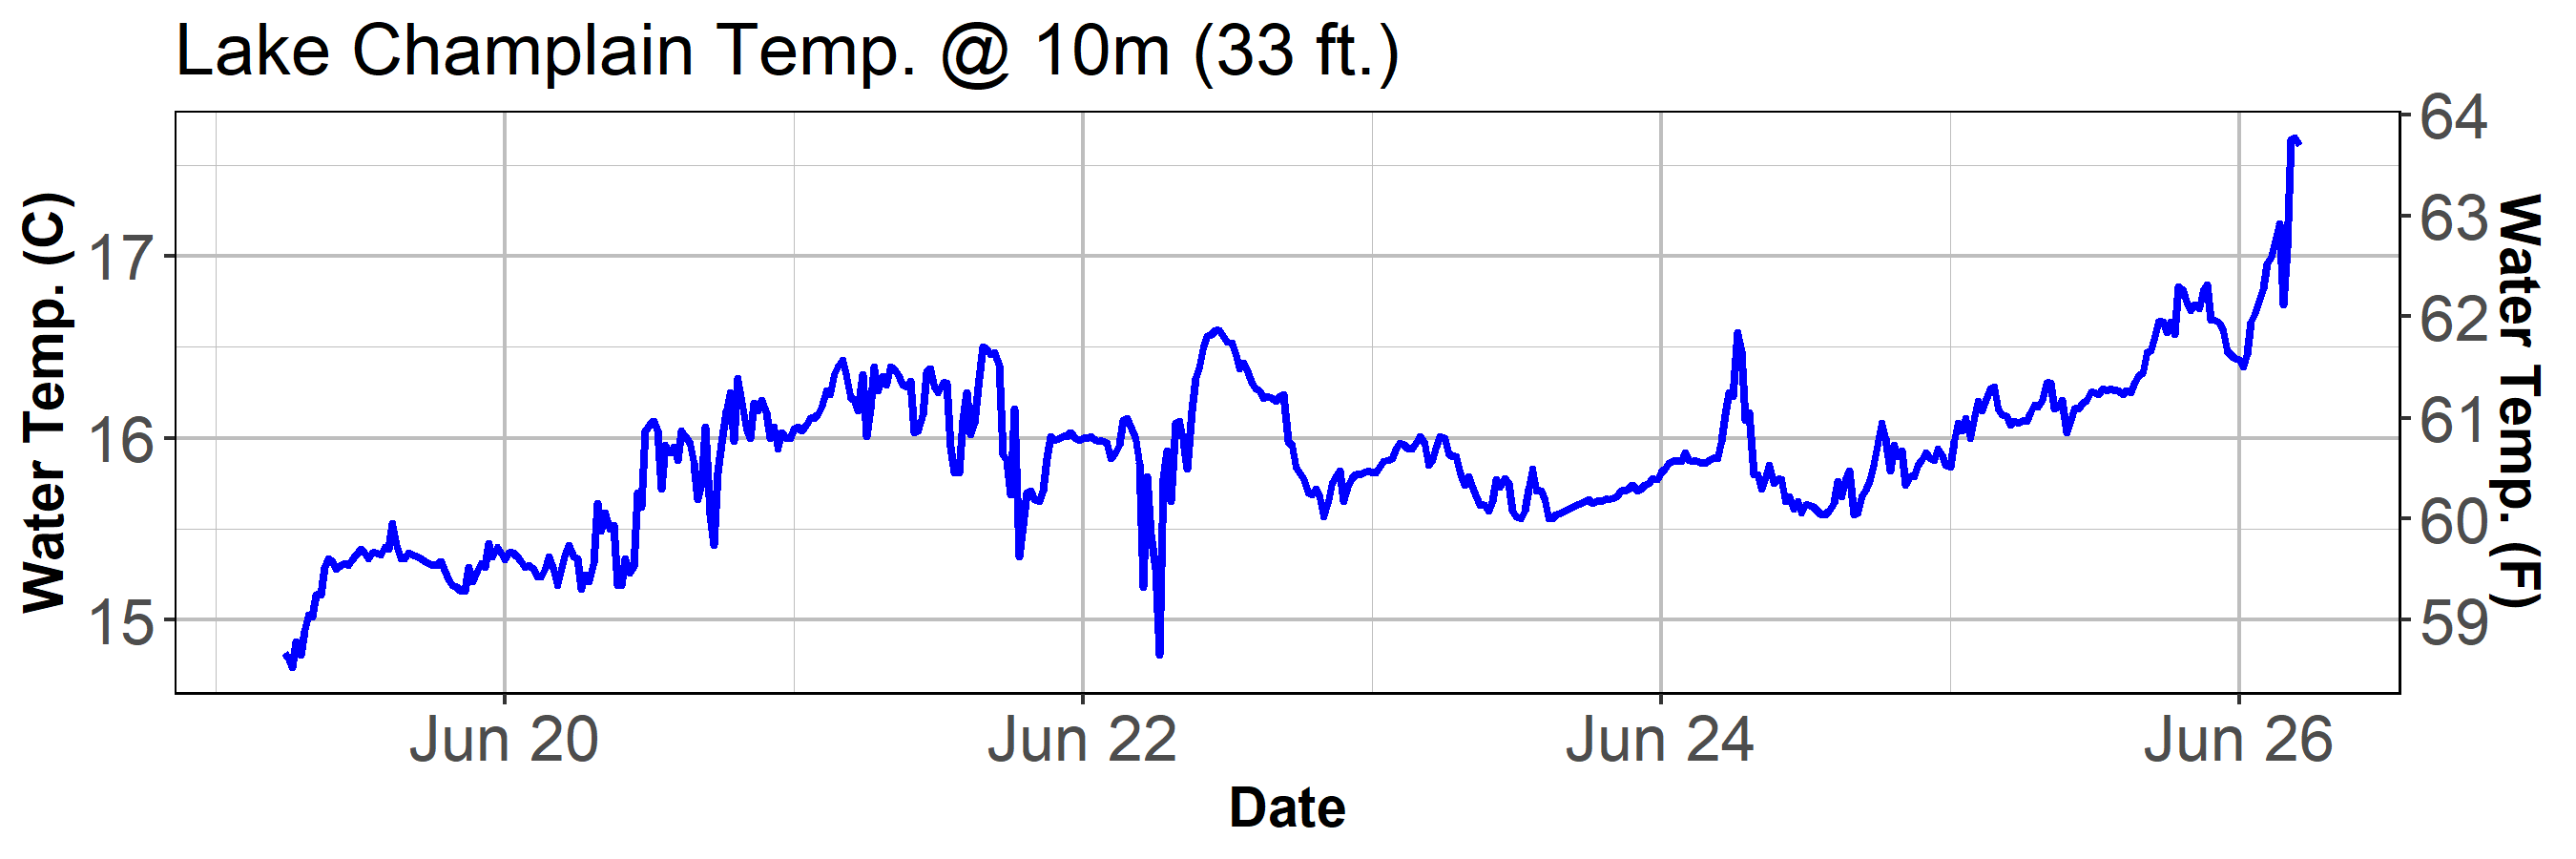 Lake Champlain Temp. @ 10m (33 ft.)
Water Temp. (C)
17
16
15
64
63
62
61
60
59
Water Temp. (F)
Jun 20
Jun 22
Jun 24
Jun 26
Date